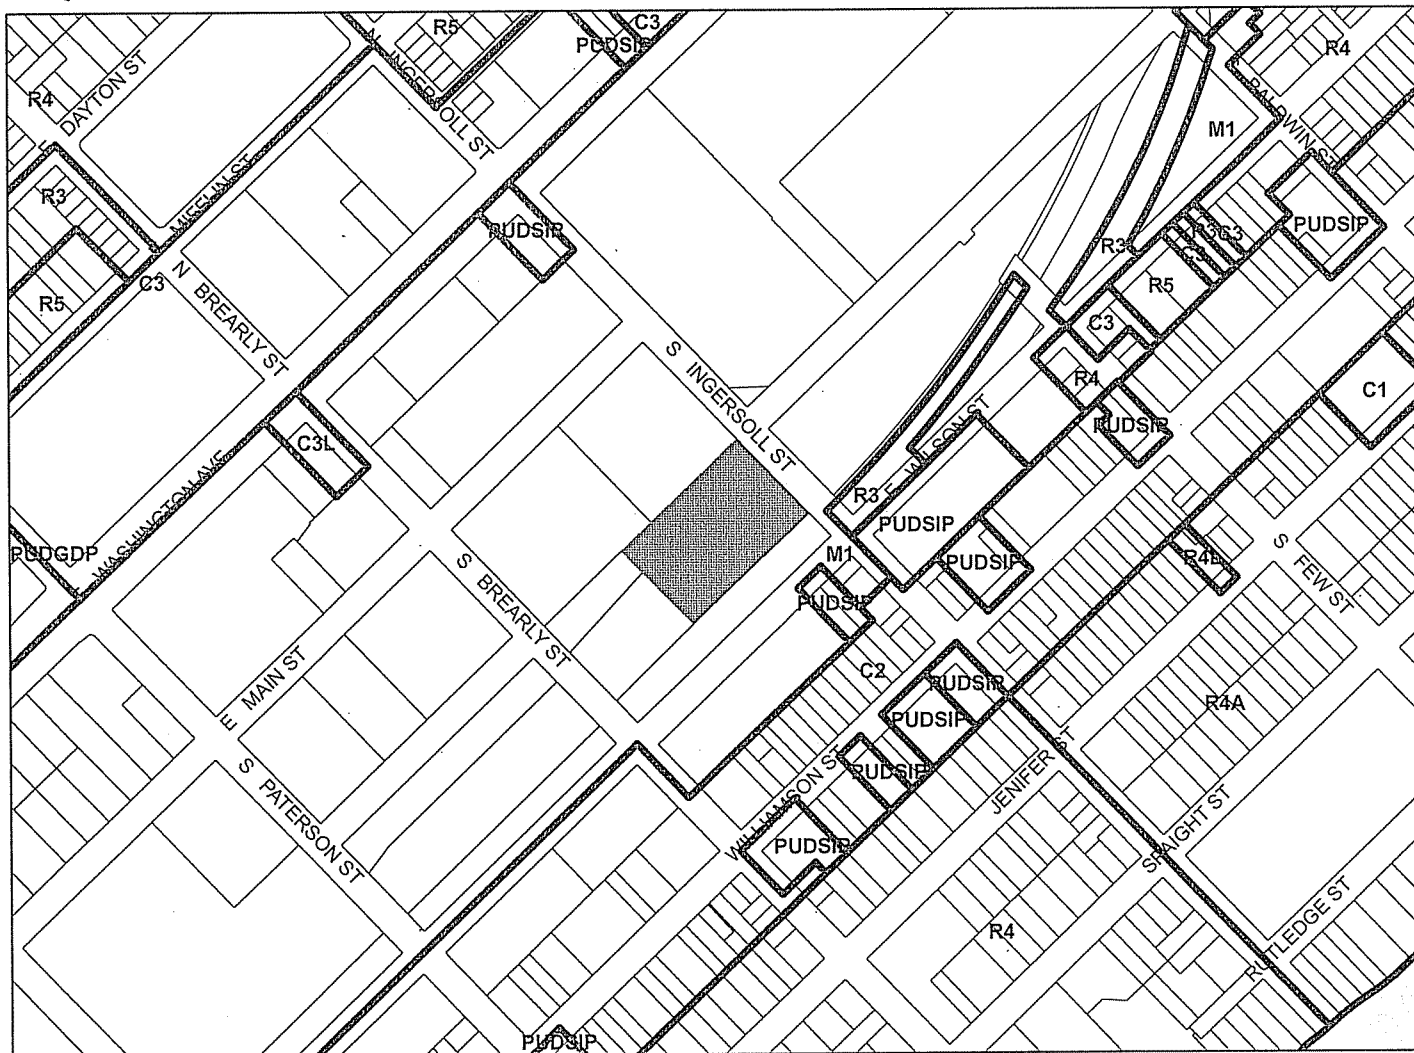 C3
R5
PUDSIP
R4
R4
N INGERSOLL ST
DAYTON ST
BALDWIN ST
M1
MIFFLIN ST
R3
PUDSIP
PUDSIP
R3
C3
C3
R3
C3
R5
R5
N BREARLY ST
C3
S INGERSOLL ST
R4
C1
PUDSIP
E WILSON ST
C3L
R3
PUDSIP
E WASHINGTON AVE
PUDGDP
M1
PUDSIP
R4L
S FEW ST
S BREARLY ST
PUDSIP
E MAIN ST
C2
PUDSIP
R4A
PUDSIP
S PATERSON ST
PUDSIP
JENIFER ST
WILLIAMSON ST
SPAIGHT ST
PUDSIP
R4
RUTLEDGE ST
PUDSIP